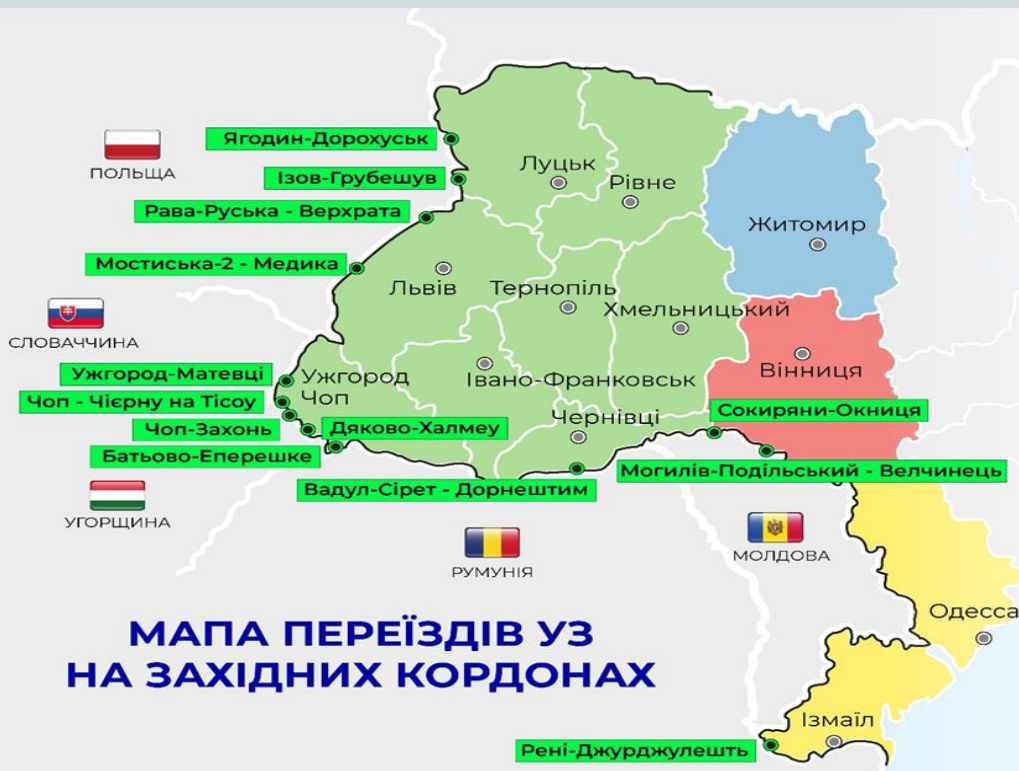 Ягодин-Дорохуськ
ПОЛЬЩА
Ізов-Грубешув
Рава-Руська - Верхрата
Мостиська-2 - Медика
Луцьк
Рівне
Житомир
Львів
Тернопіль
Хмельницький
СЛОВАЧЧИНА
Ужгород-Матевці
Ужгород
Івано-Франковськ
Вінниця
Чоп - Чієрну на Тісоу
Чоп
Чернівці
Сокиряни-Окниця
Чоп-Захонь
Дяково-Халмеу
Батьово-Еперешке
Могилів-Подільський - Велчинець
Вадул-Сірет - Дорнештим
УГОРЩИНА
РУМУНІЯ
МОЛДОВА
Одесса
МАПА ПЕРЕЇЗДІВ УЗ
НА ЗАХІДНИХ КОРДОНАХ
Ізмаїл
Рені-Джурджулешть